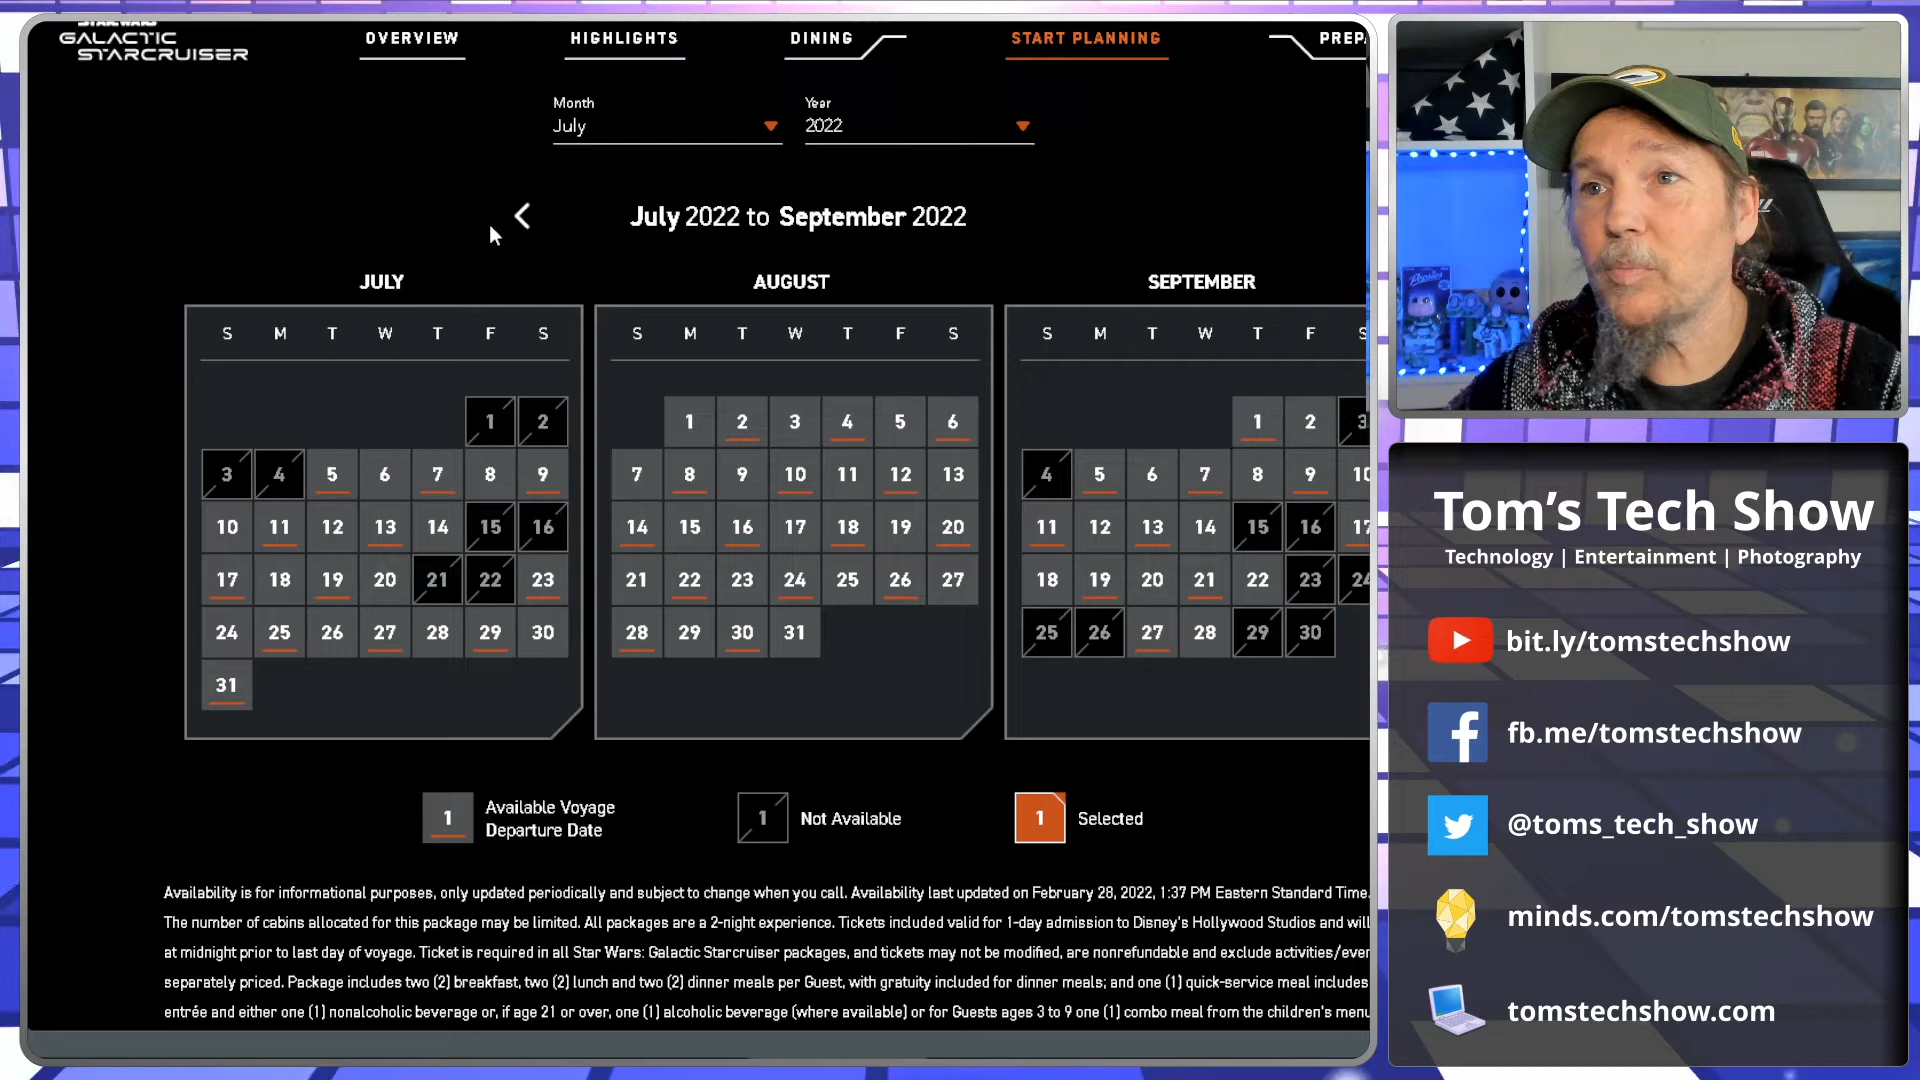 STAR WARS
GALACTIC
STARCRUISER
OVERVIEW
HIGHLIGHTS
DINING
START PLANNING
PREPA
Month
July
Year
2022
July 2022 to September 2022
JULY
S M T W T F S
1 2
3 4 5 6 7 8 9
10 11 12 13 14 15 16
17 18 19 20 21 22 23
24 25 26 27 28 29 30
31
AUGUST
S M T W T F S
1 2 3 4 5 6
7 8 9 10 11 12 13
14 15 16 17 18 19 20
21 22 23 24 25 26 27
28 29 30 31
SEPTEMBER
S M T W T F S
1 2 3
4 5 6 7 8 9 10
11 12 13 14 15 16 17
18 19 20 21 22 23 24
25 26 27 28 29 30
1 Available Voyage
Departure Date
1 Not Available
1 Selected
Availability is for informational purposes, only updated periodically and subject to change when you call. Availability last updated on February 28, 2022, 1:37 PM Eastern Standard Time.
The number of cabins allocated for this package may be limited. All packages are a 2-night experience. Tickets included valid for 1-day admission to Disney's Hollywood Studios and will
at midnight prior to last day of voyage. Ticket is required in all Star Wars: Galactic Starcruiser packages, and tickets may not be modified, are nonrefundable and exclude activities/ever
separately priced. Package includes two (2) breakfast, two (2) lunch and two (2) dinner meals per Guest, with gratuity included for dinner meals; and one (1) quick-service meal includes
entrée and either one (1) nonalcoholic beverage or, if age 21 or over, one (1) alcoholic beverage (where available) or for Guests ages 3 to 9 one (1) combo meal from the children's menu
Tom's Tech Show
Technology | Entertainment | Photography
bit.ly/tomstechshow
fb.me/tomstechshow
@toms_tech_show
minds.com/tomstechshow
tomstechshow.com